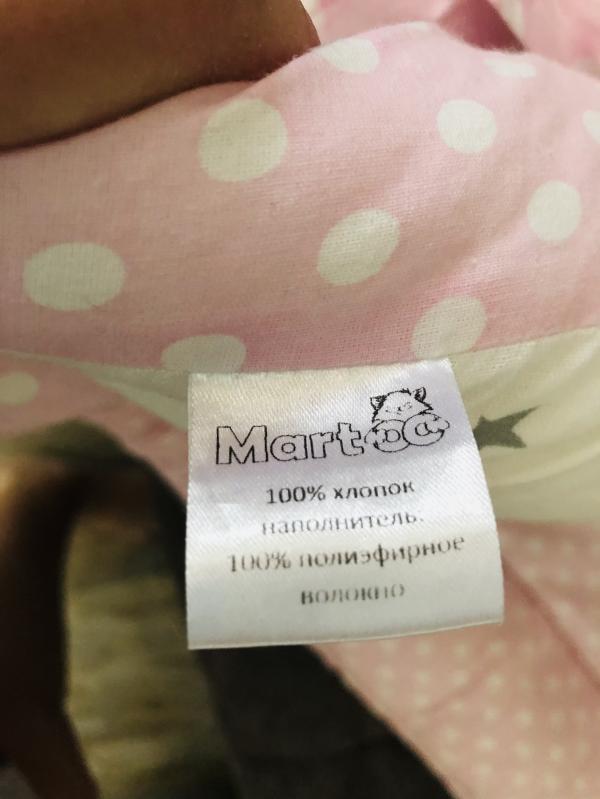 Martoo
100% хлопок
наполнитель:
100% полиэфирное
волокно